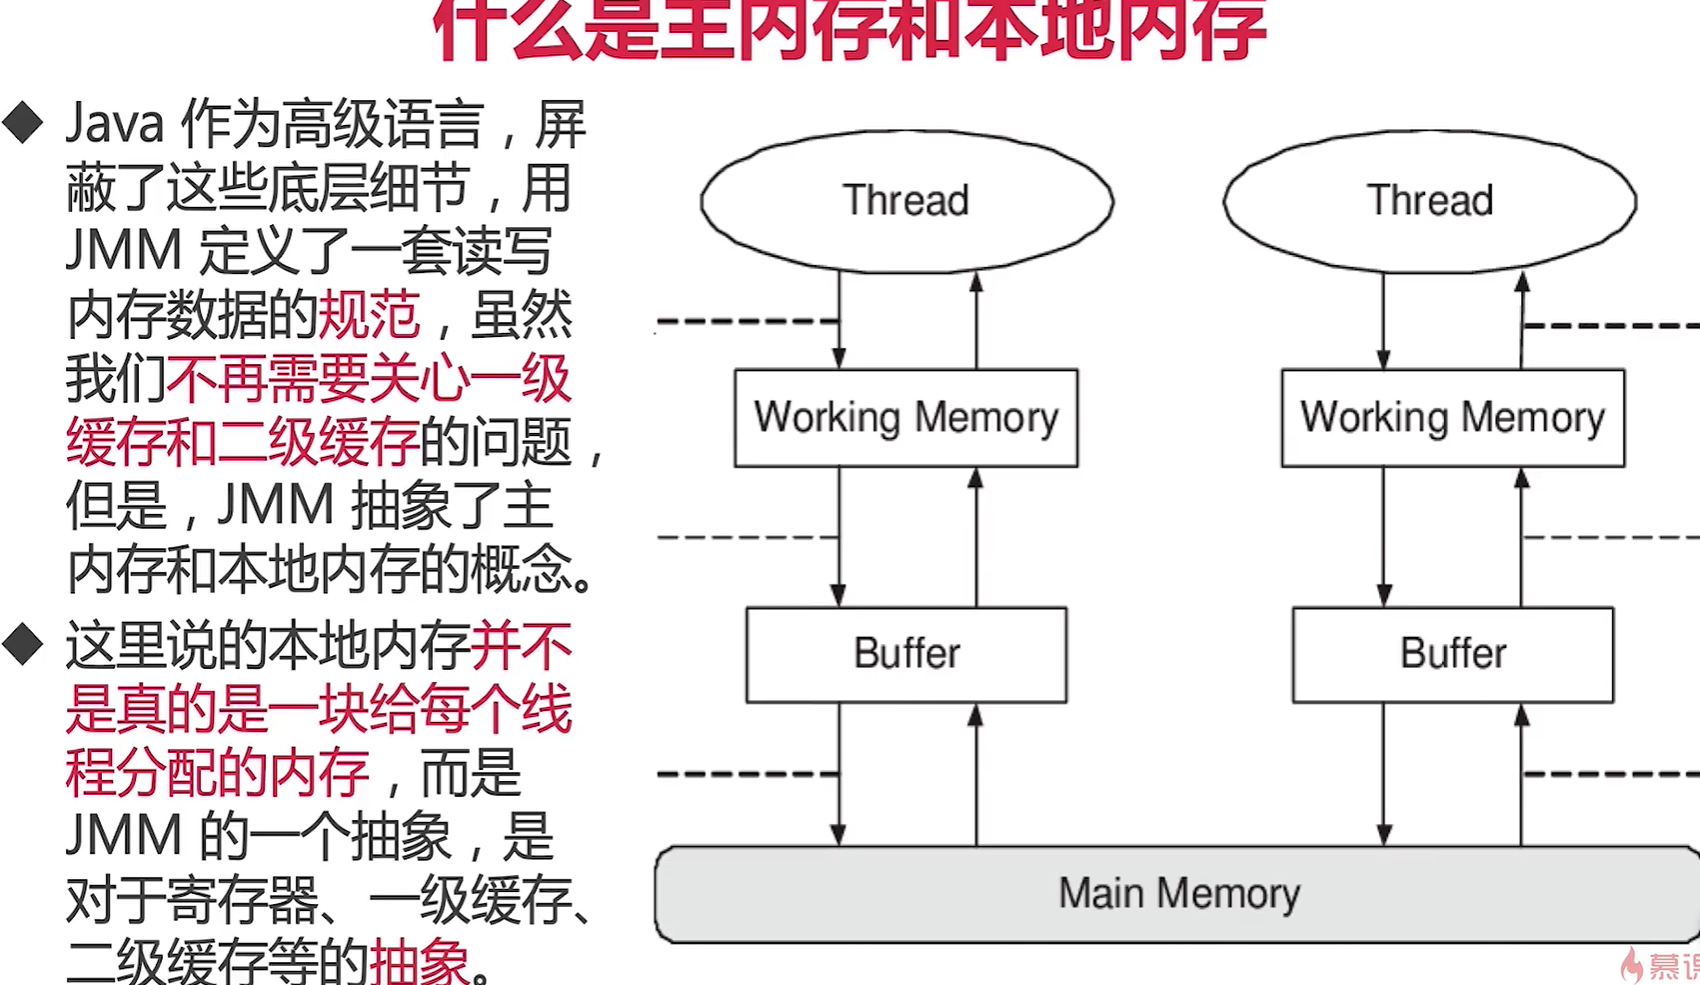 什么是主内存和本地内存
Java 作为高级语言，屏
蔽了这些底层细节，用
JMM 定义了一套读写
内存数据的规范，虽然
我们不再需要关心一级
缓存和二级缓存的问题，
但是，JMM 抽象了主
内存和本地内存的概念。
这里说的本地内存并不
是真的是一块给每个线
程分配的内存，而是
JMM 的一个抽象，是
对于寄存器、一级缓存、
二级缓存等的抽象。
Thread
Thread
Working Memory
Working Memory
Buffer
Buffer
Main Memory
慕课